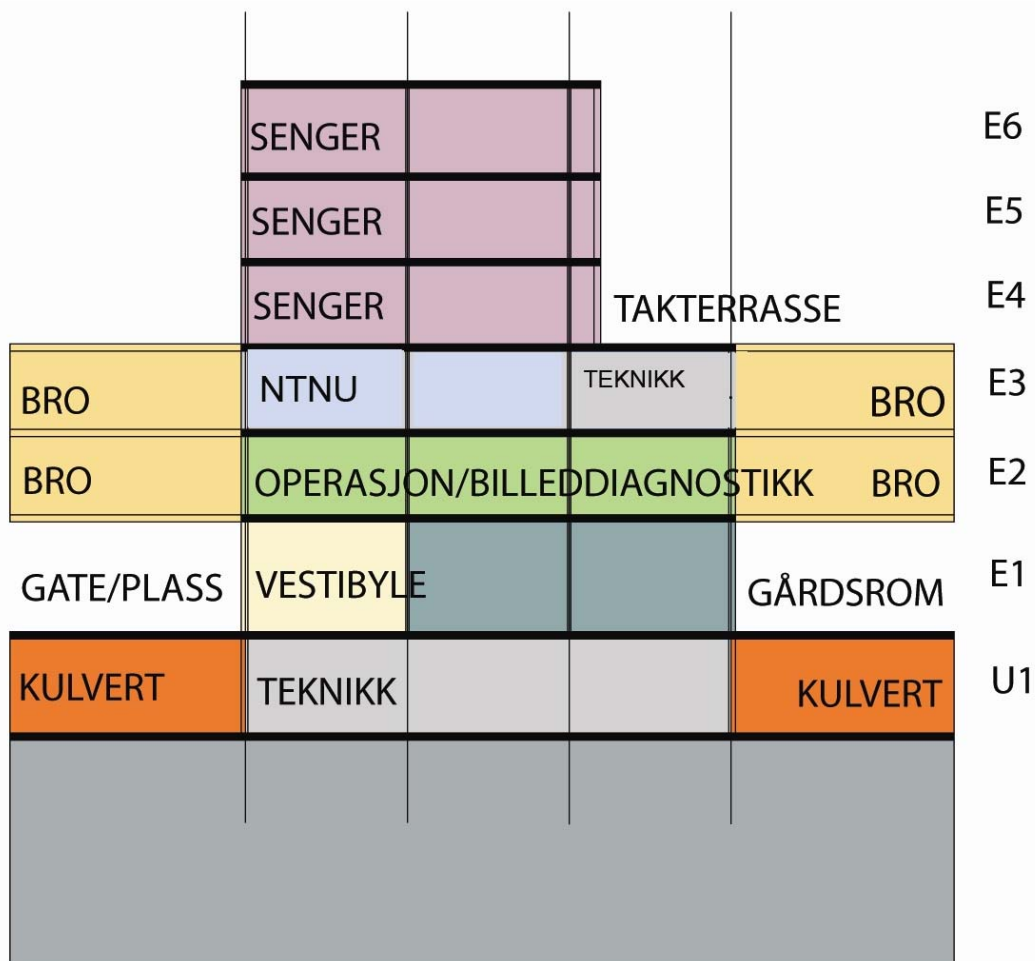 SENGER
E6
SENGER
E5
SENGER
TAKTERRASSE
E4
BRO
NTNU
TEKNIKK
BRO
E3
BRO
OPERASJON/BILLEDDIAGNOSTIKK
BRO
E2
GATE/PLASS
VESTIBYLE
GÅRDSROM
E1
KULVERT
TEKNIKK
KULVERT
U1